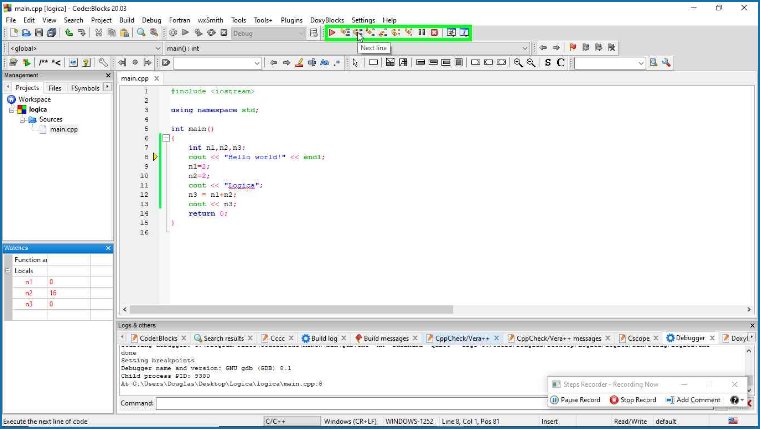 main.cpp [logica] - Code::Blocks 20.03
File Edit View Search Project Build Debug Fortran wxSmith Tools Tools+ Plugins DoxyBlocks Settings Help
Debug
<global>
main() : int
Next line
Management
Projects Files FSymbols
Workspace
logica
Sources
main.cpp
main.cpp
1 #include <iostream>
2
3 using namespace std;
4
5 int main()
6 {
7 int n1,n2,n3;
8 cout << "Hello world!" << endl;
9 n1=2;
10 n2=2;
11 cout << "Logica";
12 n3 = n1+n2;
13 cout << n3;
14 return 0;
15 }
16
Watches
Function ar
Locals
n1 0
n2 16
n3 0
Logs & others
Code::Blocks Search results Cccc Build log Build messages CppCheck/Vera++ CppCheck/Vera++ messages Cscope Debugger Doxyl
done
Setting breakpoints
Debugger name and version: GNU gdb (GDB) 8.1
Child process PID: 9300
At C:\Users\Douglas\Desktop\Logica\logica\main.cpp:8
Command:
Steps Recorder - Recording Now
Pause Record Stop Record Add Comment
Execute the next line of code C/C++ Windows (CR+LF) WINDOWS-1252 Line 8, Col 1, Pos 81 Insert Read/Write default